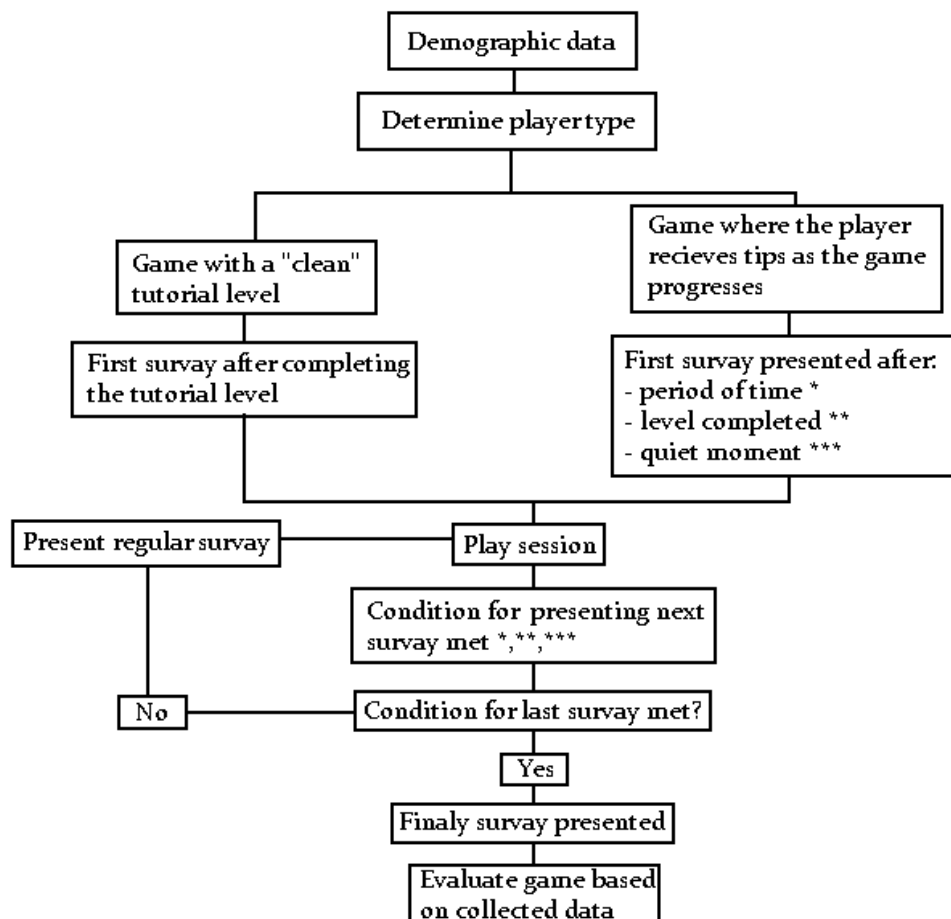 Demographic data
Determine player type
Game with a "clean"
tutorial level
Game where the player
recieves tips as the game
progresses
First survay after completing
the tutorial level
First survey presented after:
- period of time *
- level completed **
- quiet moment ***
Present regular survay
Play session
Condition for presenting next
survay met *,**,***
No
Condition for last survay met?
Yes
Finaly survay presented
Evaluate game based
on collected data